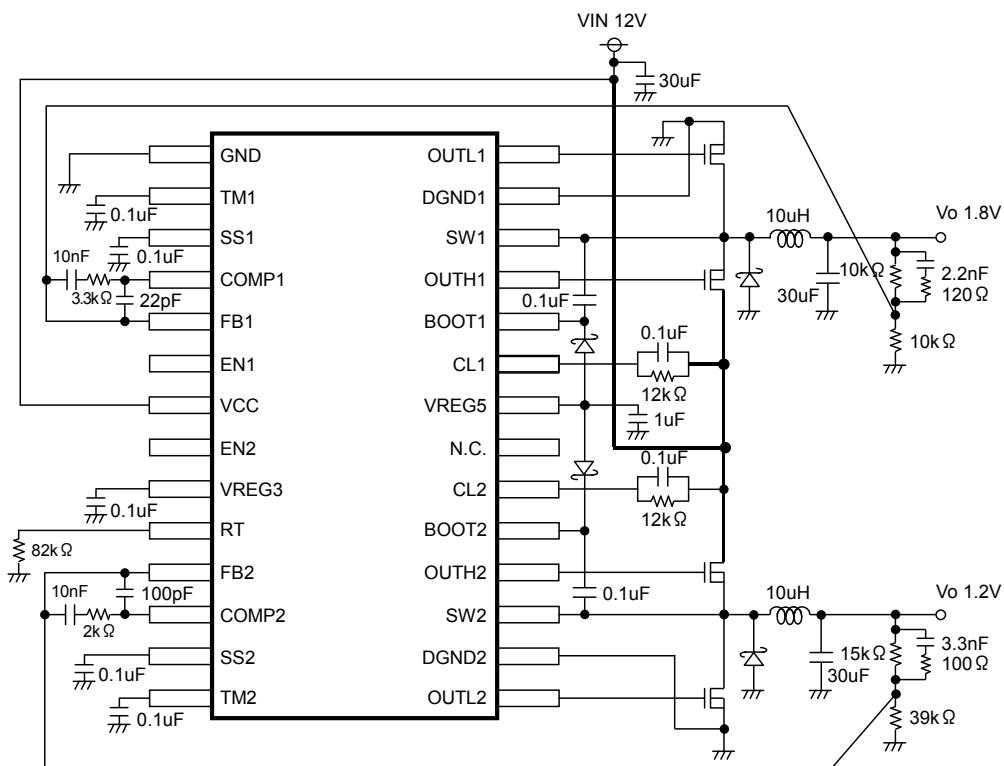 VIN 12V
30uF
GND
OUTL1
TM1
0.1uF
DGND1
SS1
0.1uF
SW1
10uH
Vo 1.8V
10nF
3.3kΩ
COMP1
22pF
OUTH1
0.1uF
30uF
10kΩ
2.2nF
120Ω
FB1
BOOT1
10kΩ
EN1
CL1
0.1uF
12kΩ
VCC
VREG5
1uF
EN2
N.C.
0.1uF
VREG3
0.1uF
CL2
12kΩ
RT
82kΩ
BOOT2
FB2
10nF
100pF
OUTH2
0.1uF
10uH
Vo 1.2V
2kΩ
COMP2
SW2
SS2
0.1uF
DGND2
30uF
15kΩ
3.3nF
100Ω
TM2
0.1uF
OUTL2
39kΩ